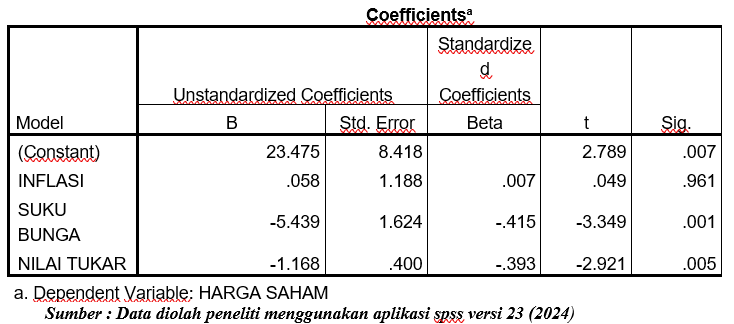 Coefficientsᵃ
Standardize
d
Unstandardized Coefficients Coefficients
Model B Std. Error Beta t Sig.
(Constant) 23.475 8.418 2.789 .007
INFLASI .058 1.188 .007 .049 .961
SUKU
BUNGA -5.439 1.624 -.415 -3.349 .001
NILAI TUKAR -1.168 .400 -.393 -2.921 .005
a. Dependent Variable: HARGA SAHAM
Sumber : Data diolah peneliti menggunakan aplikasi spss versi 23 (2024)